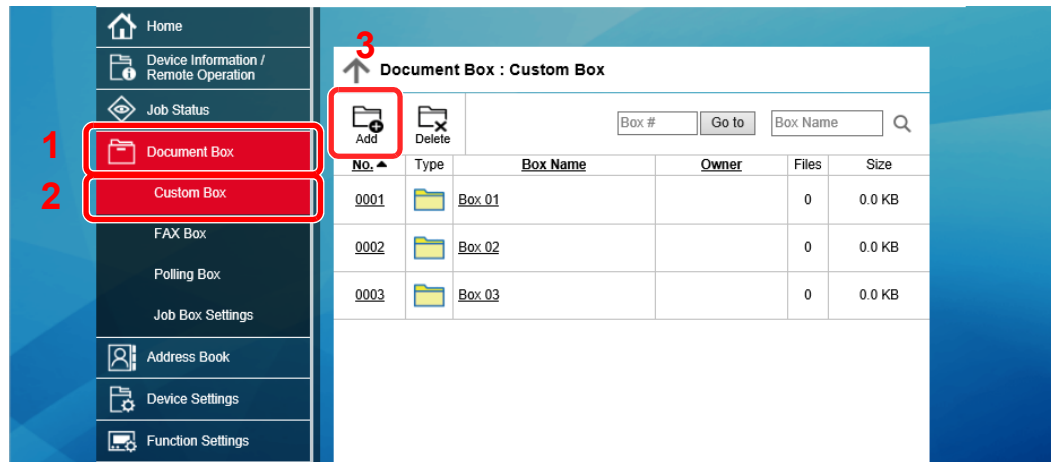 Home
Device Information /
Remote Operation
Job Status
1
Document Box
2
Custom Box
FAX Box
Polling Box
Job Box Settings
Address Book
Device Settings
Function Settings
3
Document Box : Custom Box
Add Delete Box # Go to Box Name
No. ▲ Type Box Name Owner Files Size
0001 Box 01 0 0.0 KB
0002 Box 02 0 0.0 KB
0003 Box 03 0 0.0 KB